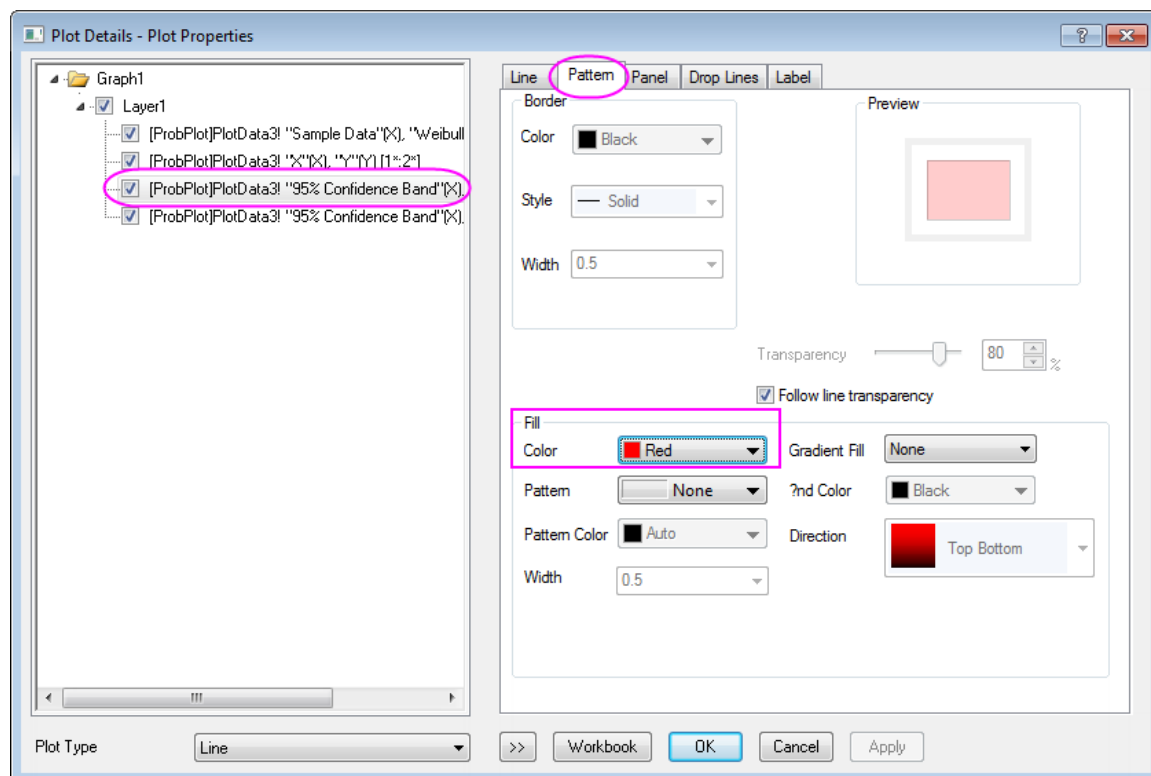 Plot Details - Plot Properties
Graph1
Layer1
[ProbPlot]PlotData3! "Sample Data"(X), "Weibull
[ProbPlot]PlotData3! "X"(X), "Y"(Y) [1*:2*]
[ProbPlot]PlotData3! "95% Confidence Band"(X),
[ProbPlot]PlotData3! "95% Confidence Band"(X),
Plot Type
Line
Line Pattern Panel Drop Lines Label
Border
Color Black
Style Solid
Width 0.5
Preview
Transparency 80 %
Follow line transparency
Fill
Color Red
Gradient Fill None
Pattern None
?nd Color Black
Pattern Color Auto
Direction Top Bottom
Width 0.5
>> Workbook OK Cancel Apply